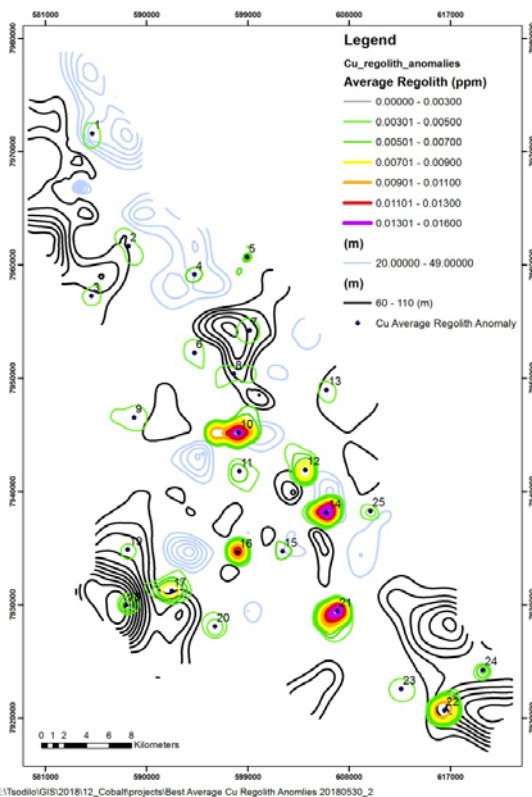 581000 590000 599000 608000 617000
7980000
7970000
7960000
7950000
7940000
7930000
7920000
Legend
Cu_regolith_anomalies
Average Regolith (ppm)
0.00000 - 0.00300
0.00301 - 0.00500
0.00501 - 0.00700
0.00701 - 0.00900
0.00901 - 0.01100
0.01101 - 0.01300
0.01301 - 0.01600
(m)
20.00000 - 49.00000
(m)
60 - 110 (m)
Cu Average Regolith Anomaly
1
2
3
4
5
6
7
8
9
10
11
12
13
14
25
15
16
19
17
20
21
24
23
22
0 1 2 4 6 8
Kilometers
581000 590000 599000 608000 617000
E:\Tsodilo\GIS\2018\12_Cobalt\projects\Best Average Cu Regolith Anomlies 20180530_2